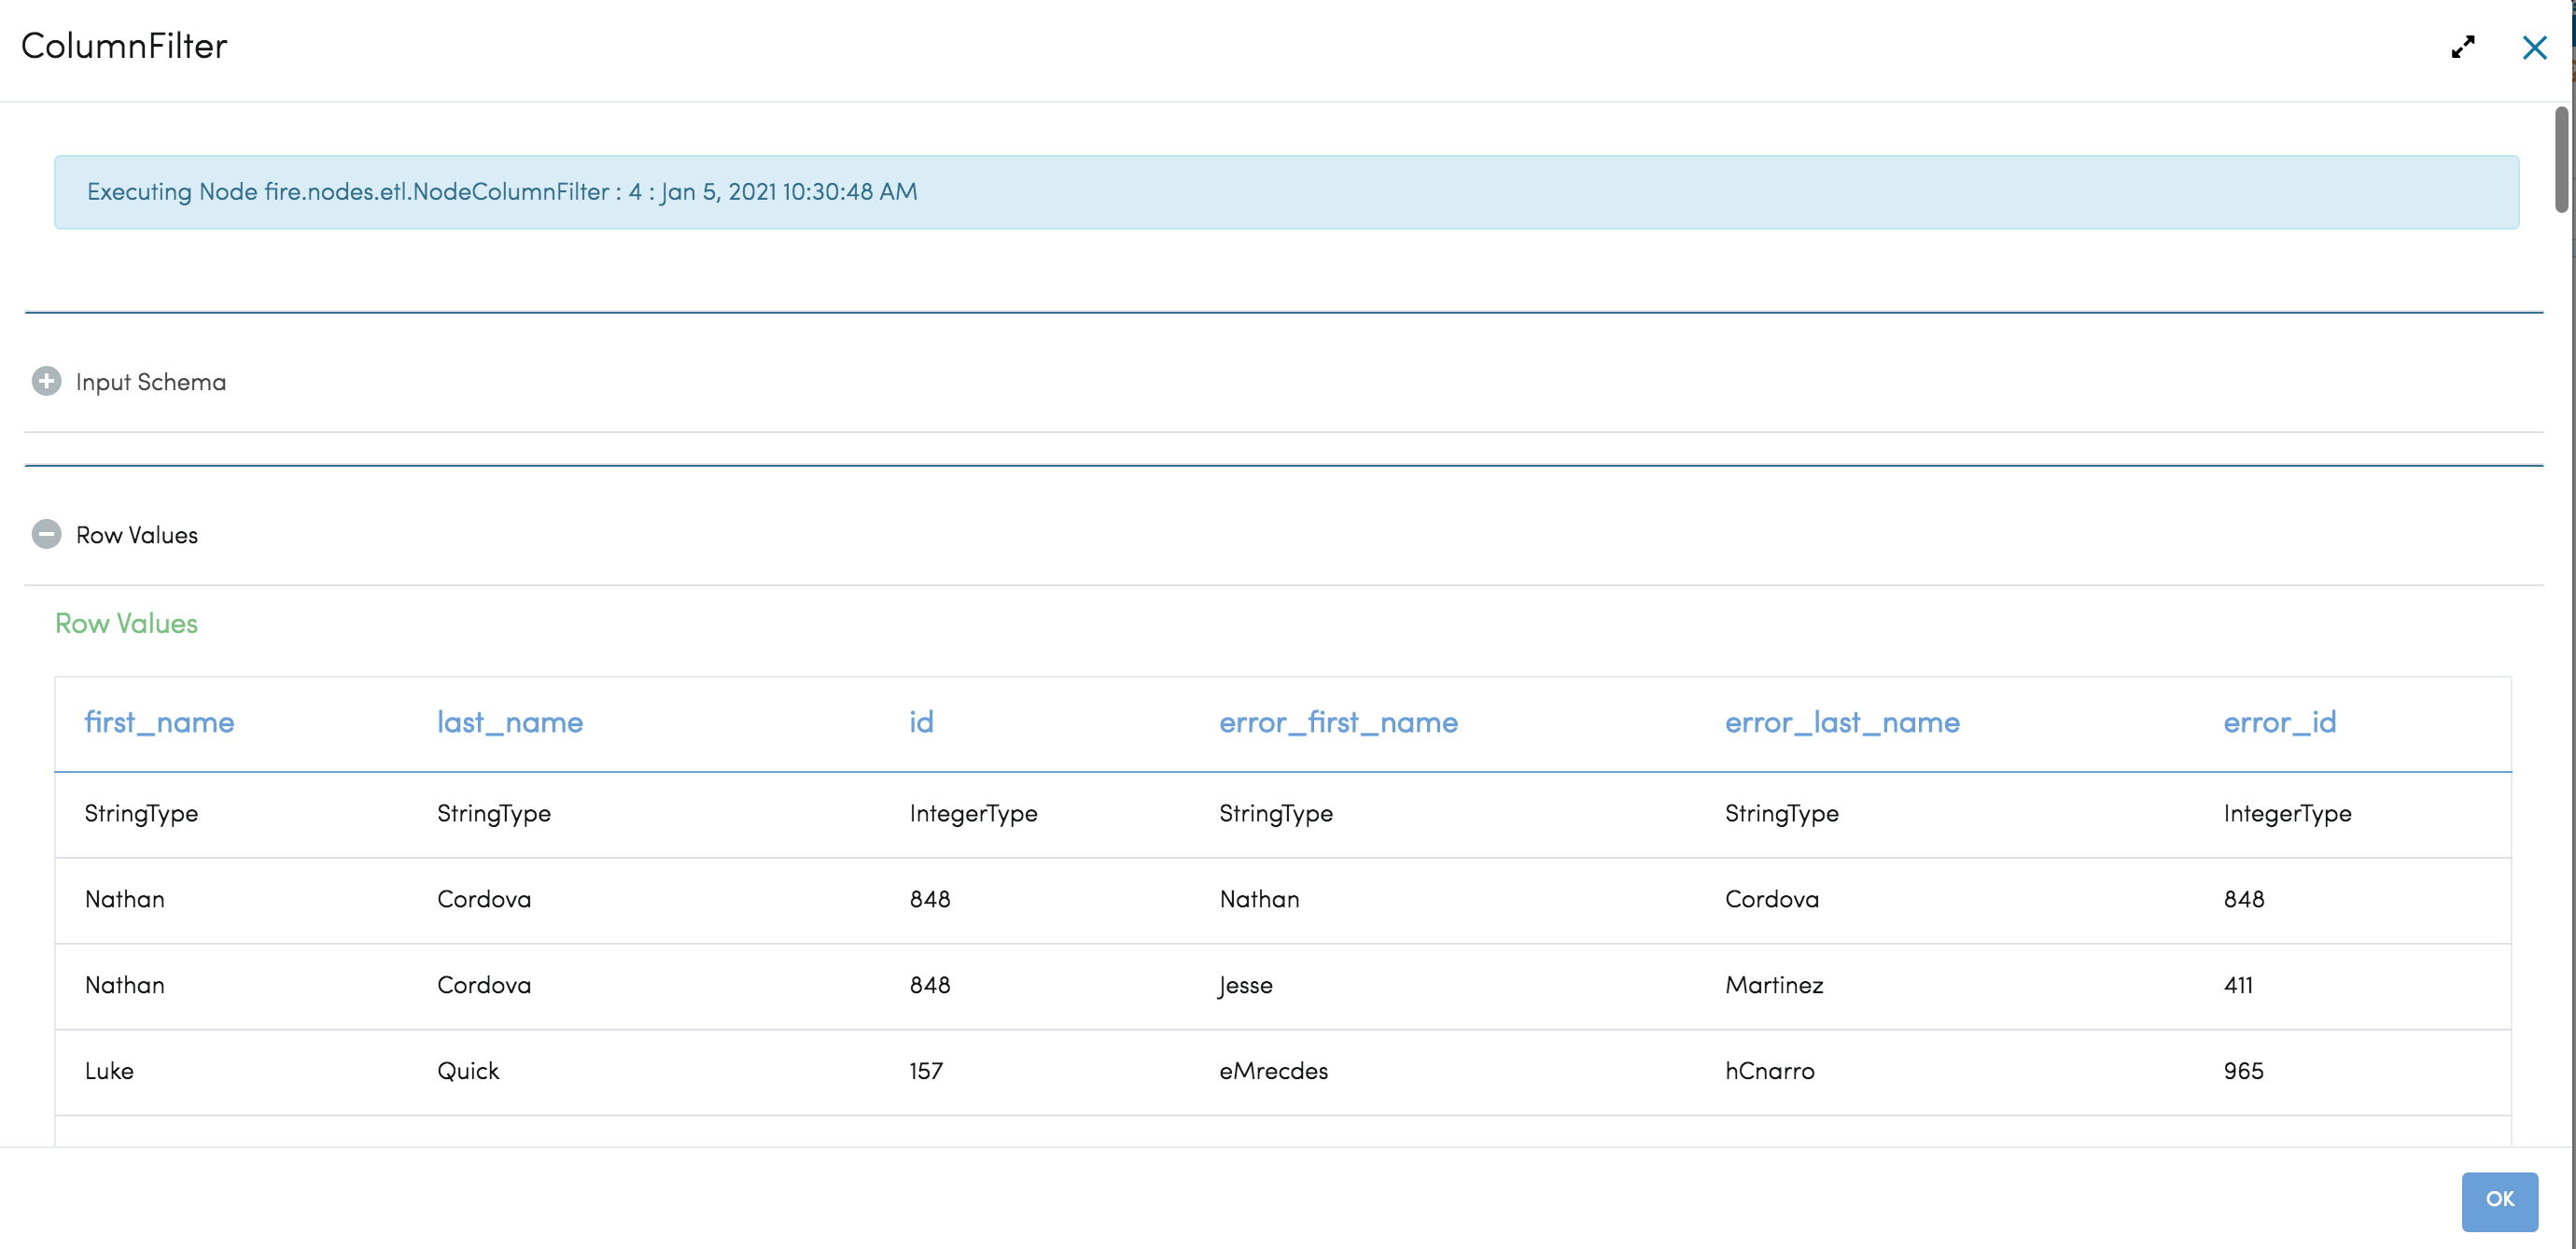 ColumnFilter
Executing Node fire.nodes.etl.NodeColumnFilter : 4 : Jan 5, 2021 10:30:48 AM
Input Schema
Row Values
Row Values
first_name last_name id error_first_name error_last_name error_id
StringType StringType IntegerType StringType StringType IntegerType
Nathan Cordova 848 Nathan Cordova 848
Nathan Cordova 848 Jesse Martinez 411
Luke Quick 157 eMrecdes hCnarro 965
OK